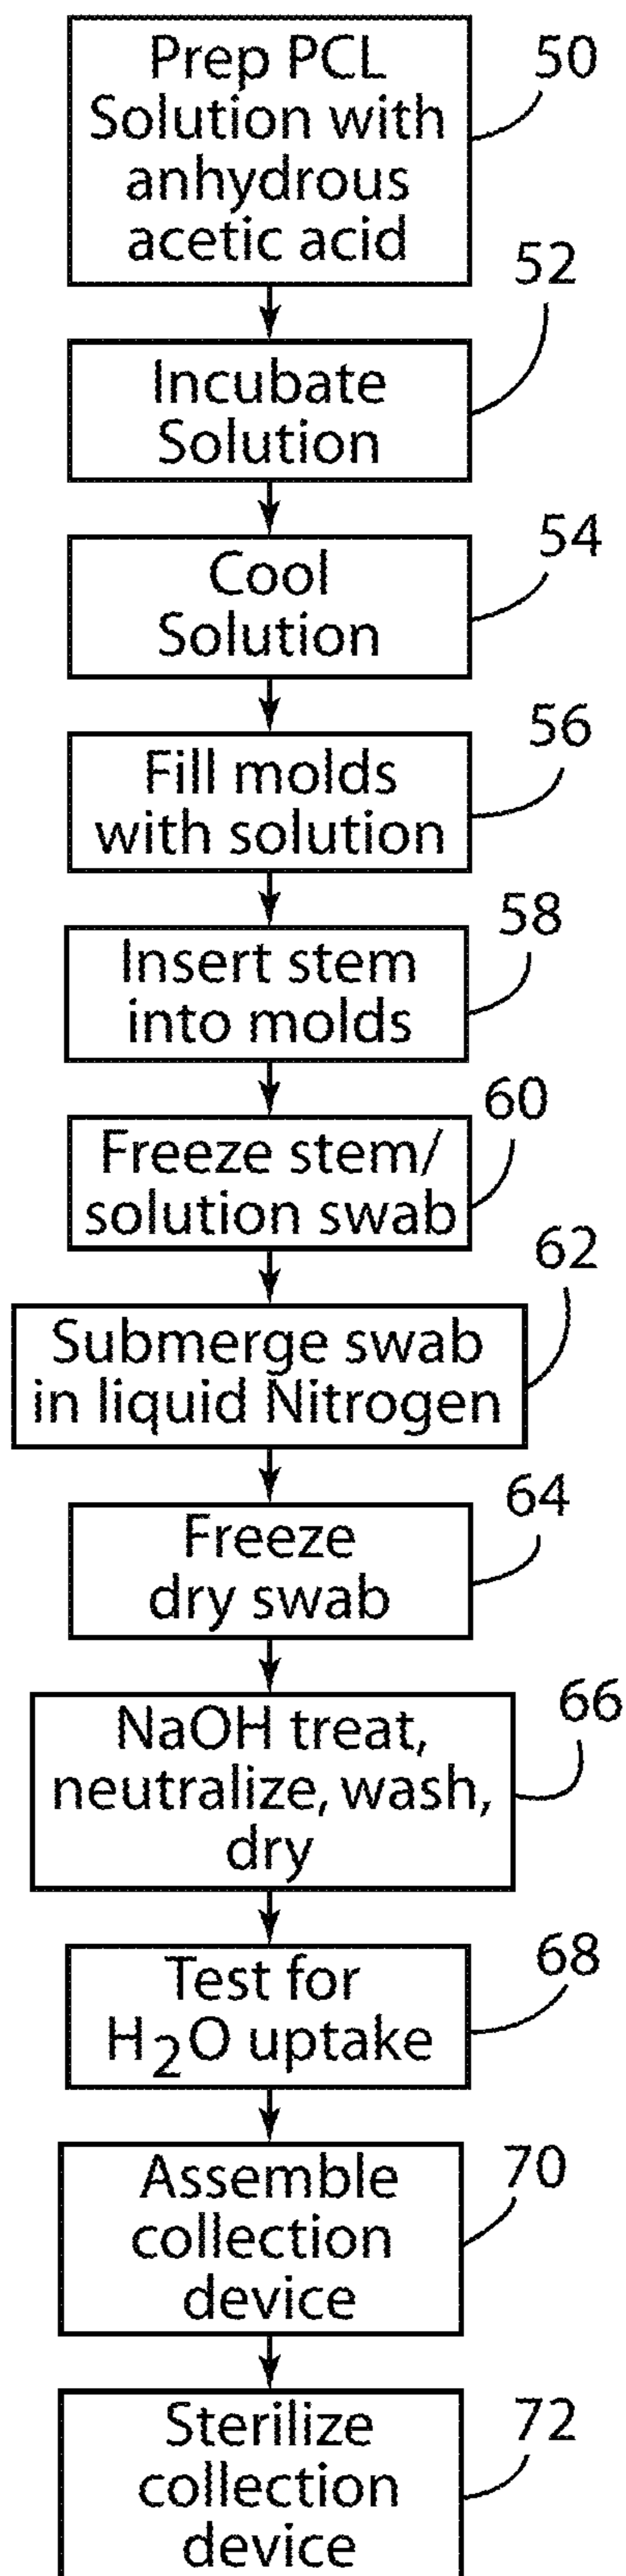 Prep PCL
Solution with
anhydrous
acetic acid
50
52
Incubate
Solution
54
Cool
Solution
56
Fill molds
with solution
58
Insert stem
into molds
60
Freeze stem/
solution swab
62
Submerge swab
in liquid Nitrogen
64
Freeze
dry swab
66
NaOH treat,
neutralize, wash,
dry
68
Test for
H₂O uptake
70
Assemble
collection
device
72
Sterilize
collection
device